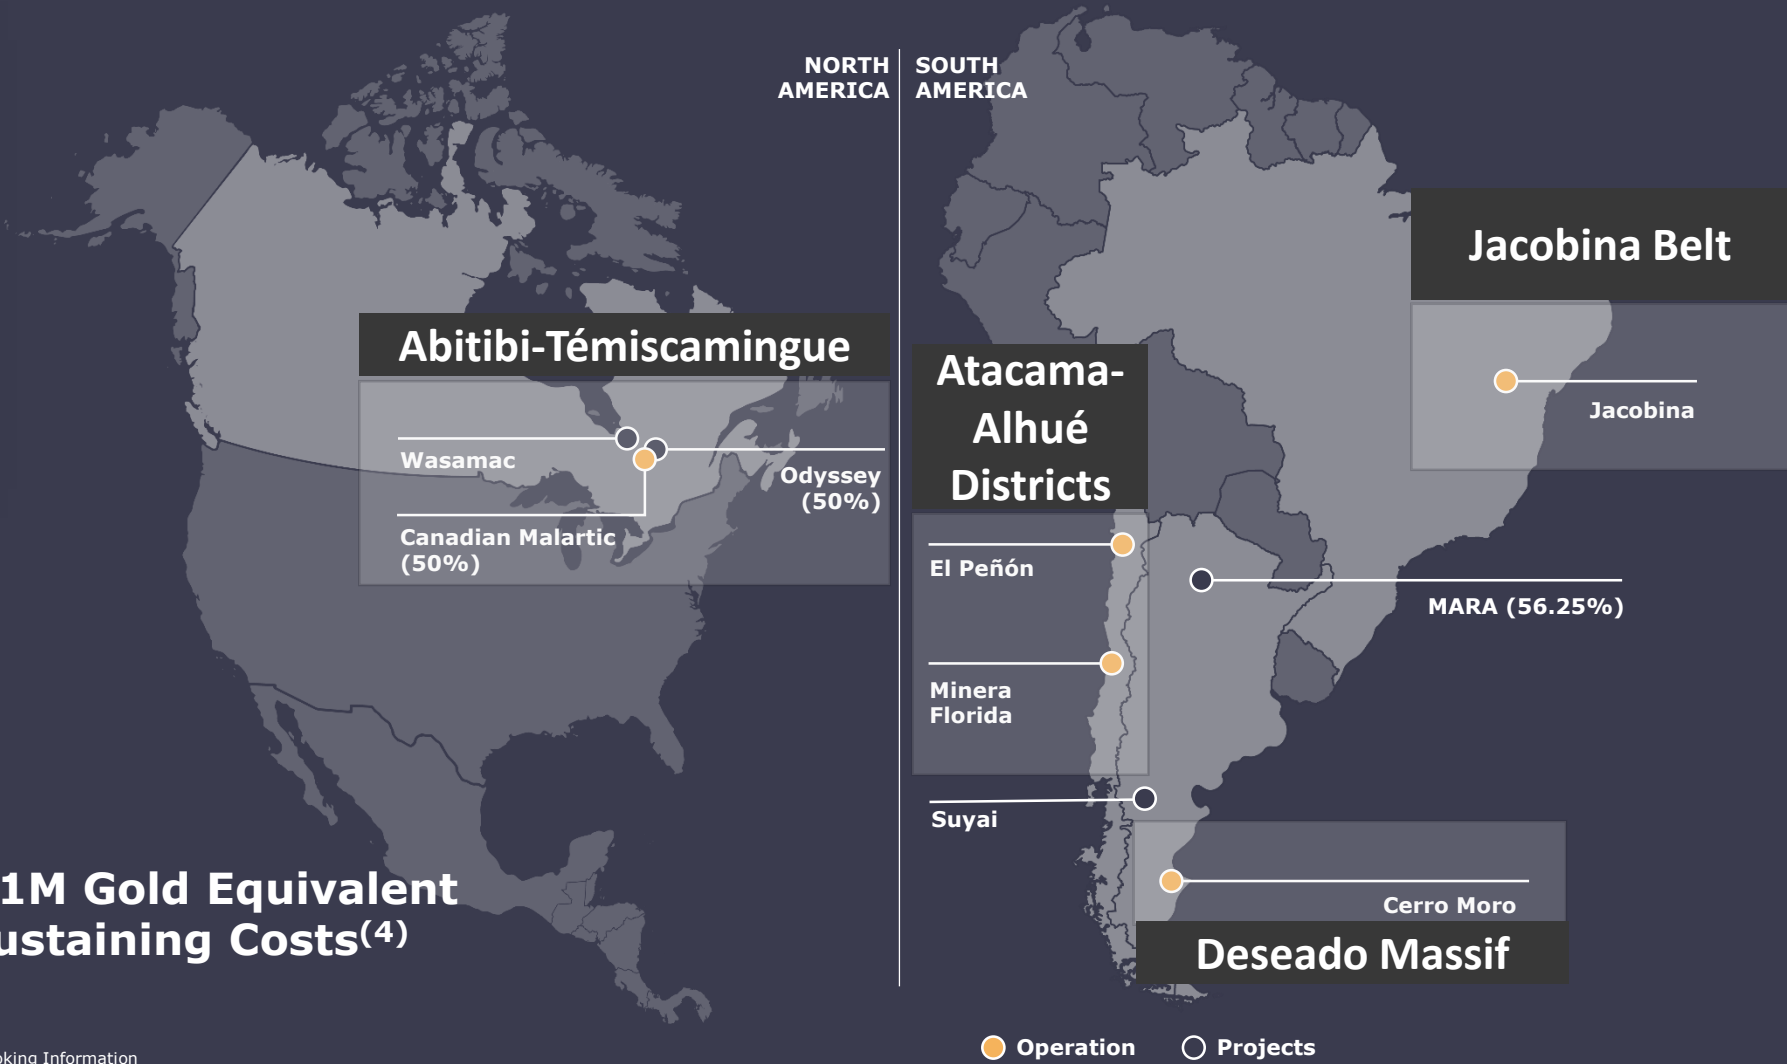 NORTH
AMERICA
SOUTH
AMERICA
Abitibi-Témiscamingue
Wasamac
Odyssey
(50%)
Canadian Malartic
(50%)
Jacobina Belt
Jacobina
Atacama-
Alhué
Districts
El Peñón
MARA (56.25%)
Minera
Florida
Suyai
Cerro Moro
Deseado Massif
1M Gold Equivalent
ustaining Costs(4)
Operation
Projects
oking Information